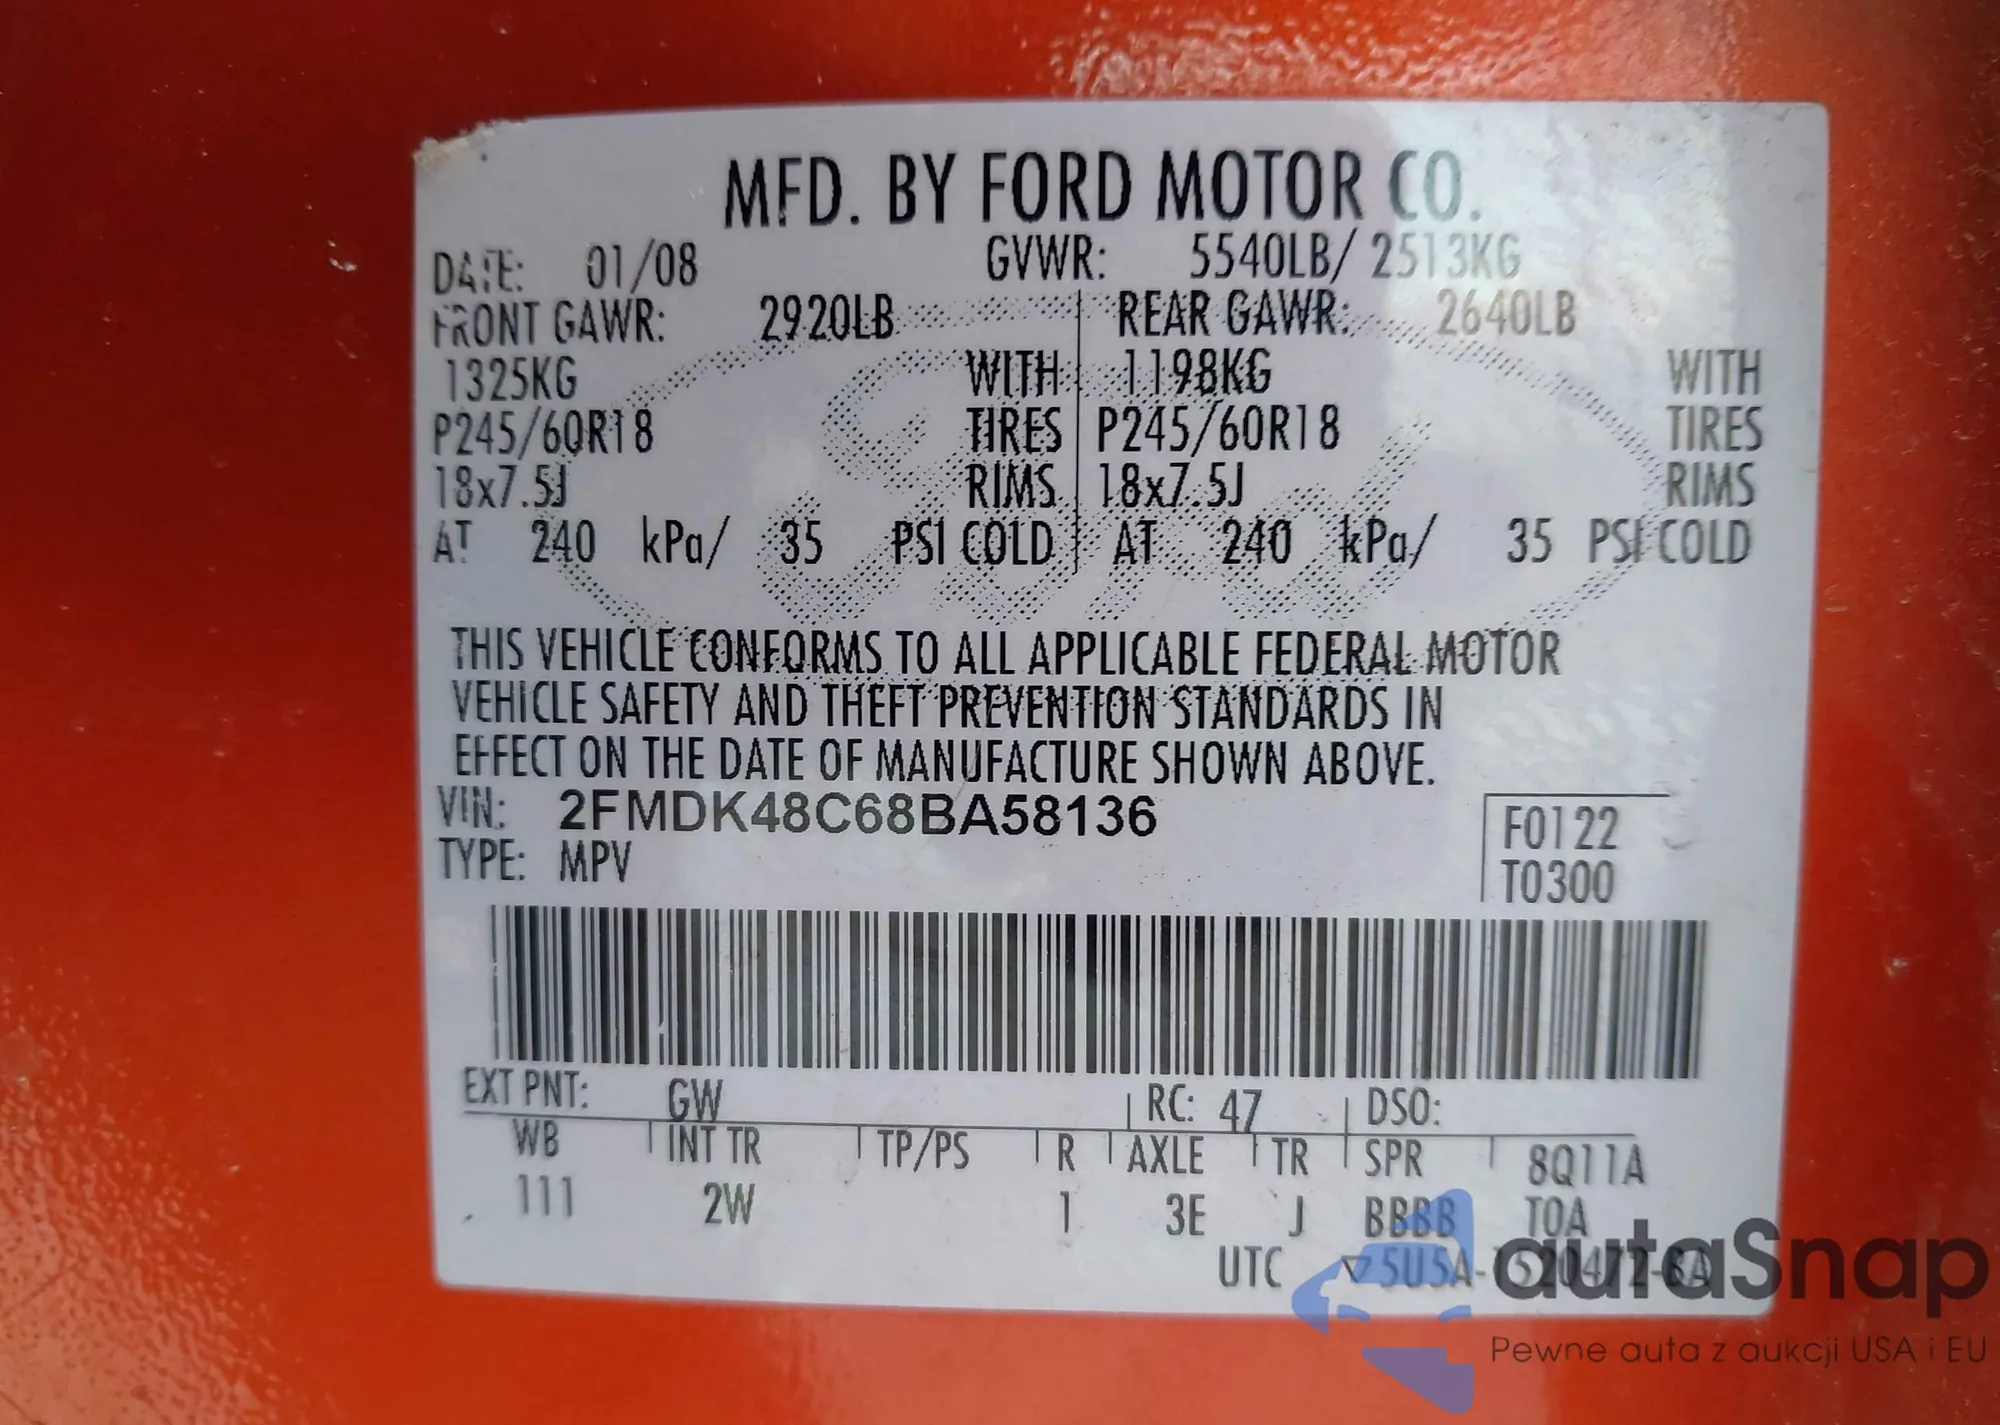 MFD. BY FORD MOTOR CO.
DATE: 01/08 GVWR: 5540LB/ 2513KG
FRONT GAWR: 2920LB REAR GAWR: 2640LB
1325KG WITH 1198KG WITH
P245/60R18 TIRES P245/60R18 TIRES
18x7.5J RIMS 18x7.5J RIMS
AT 240 kPa/ 35 PSI COLD AT 240 kPa/ 35 PSI COLD
THIS VEHICLE CONFORMS TO ALL APPLICABLE FEDERAL MOTOR
VEHICLE SAFETY AND THEFT PREVENTION STANDARDS IN
EFFECT ON THE DATE OF MANUFACTURE SHOWN ABOVE.
VIN: 2FMDK48C68BA58136
TYPE: MPV
F0122
T0300
EXT PNT: GW RC: 47 DSO:
WB INT TR TP/PS R AXLE TR SPR 8Q11A
111 2W 1 3E J BBBB TOA
UTC ▽5U5A-1520472-BA
autaSnap
Pewne auta z aukcji USA i EU